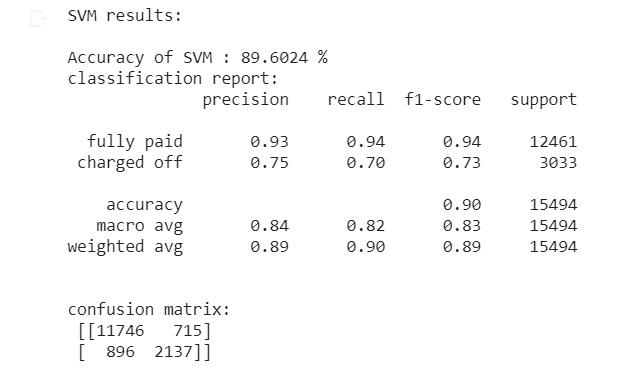 SVM results:
Accuracy of SVM : 89.6024 %
classification report:
precision recall f1-score support
fully paid 0.93 0.94 0.94 12461
charged off 0.75 0.70 0.73 3033
accuracy 0.90 15494
macro avg 0.84 0.82 0.83 15494
weighted avg 0.89 0.90 0.89 15494
confusion matrix:
[[11746 715]
[ 896 2137]]